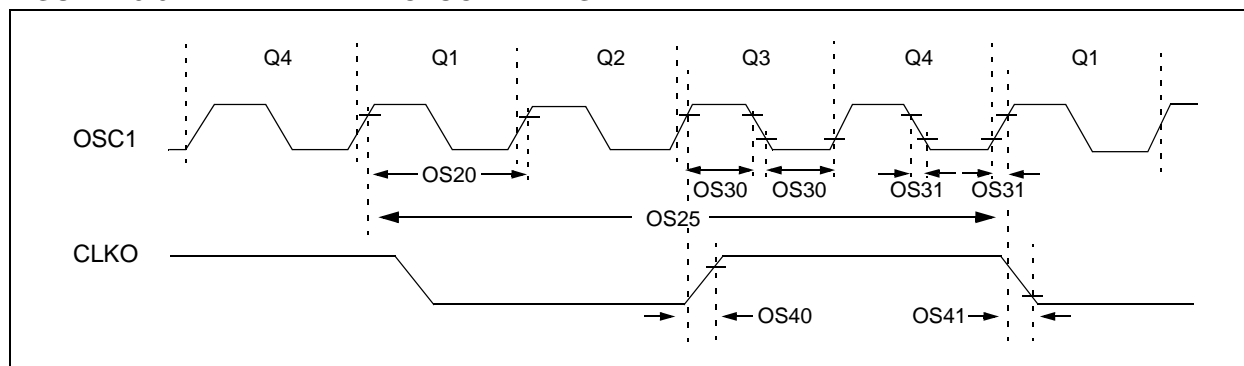 Q4 Q1 Q2 Q3 Q4 Q1
OSC1
OS20 OS30 OS30 OS31 OS31
OS25
CLKO
OS40 OS41